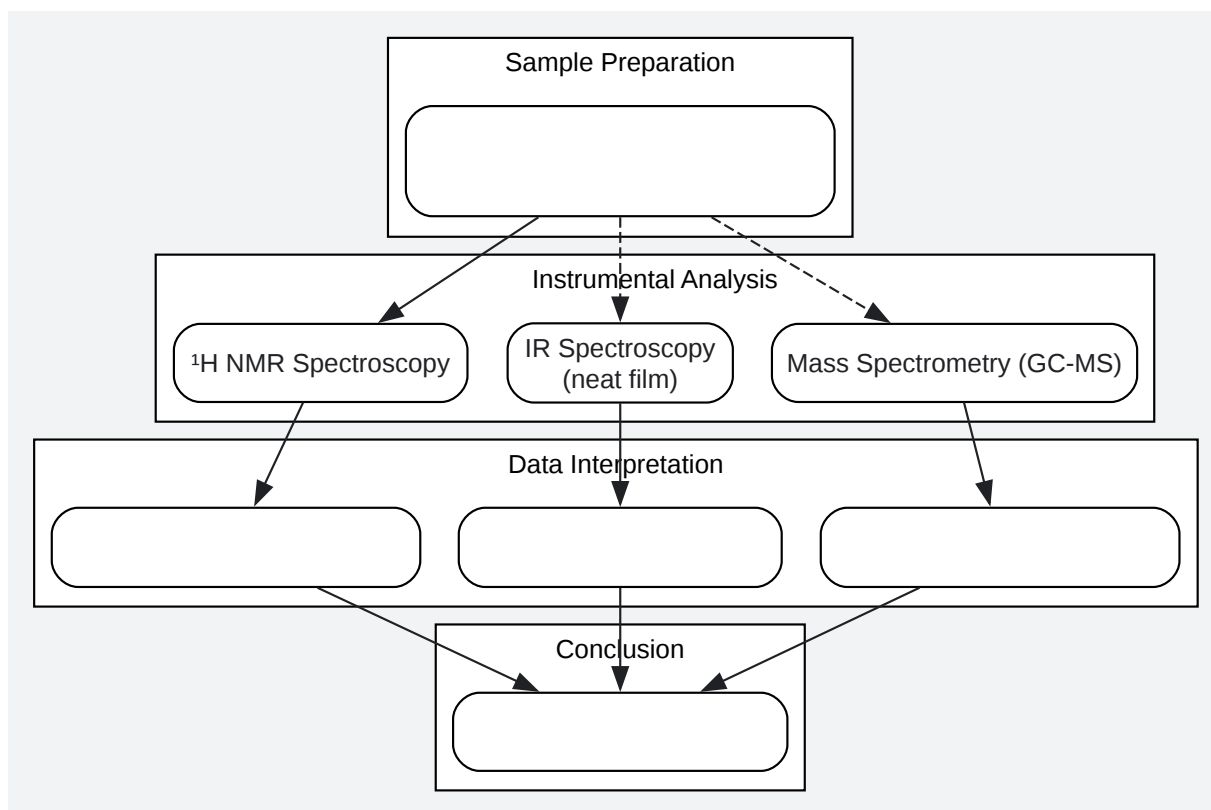 Sample Preparation
Instrumental Analysis
¹H NMR Spectroscopy
IR Spectroscopy
(neat film)
Mass Spectrometry (GC-MS)
Data Interpretation
Conclusion